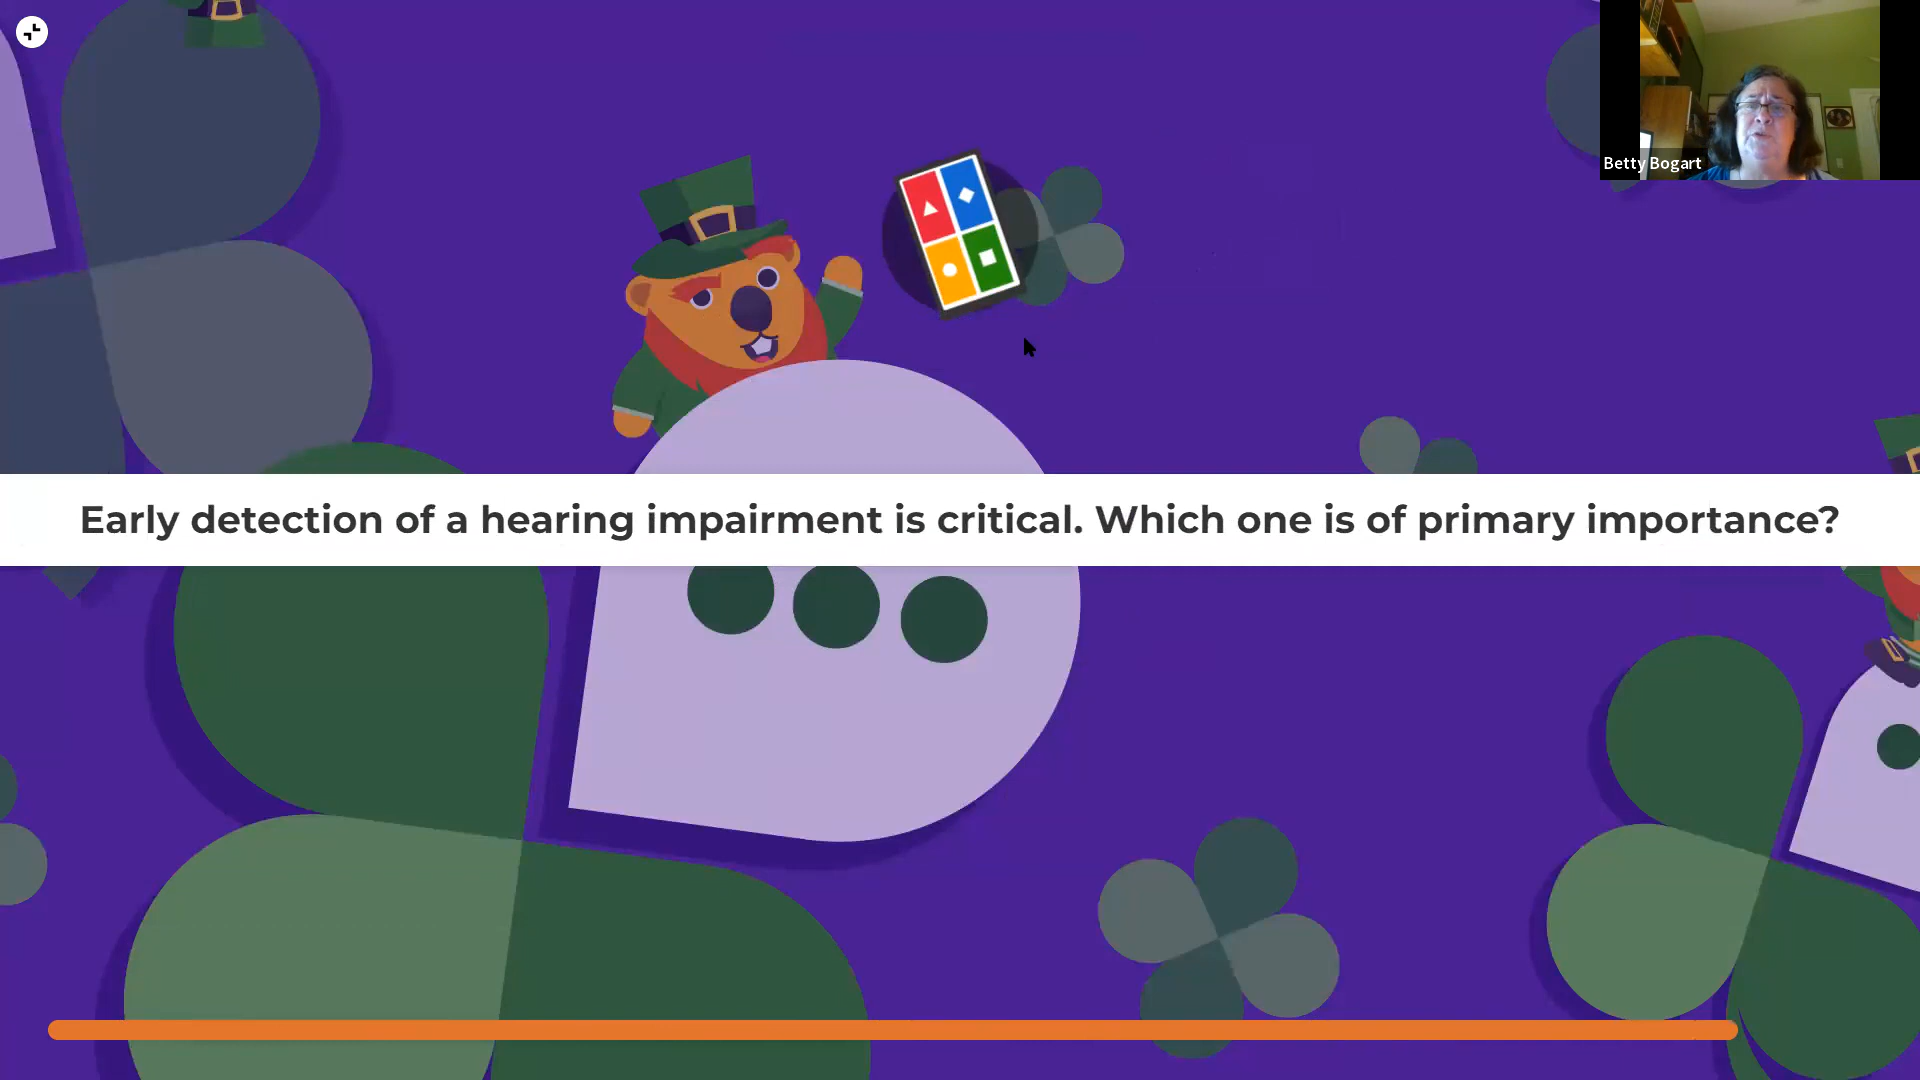 Betty Bogart
Early detection of a hearing impairment is critical. Which one is of primary importance?